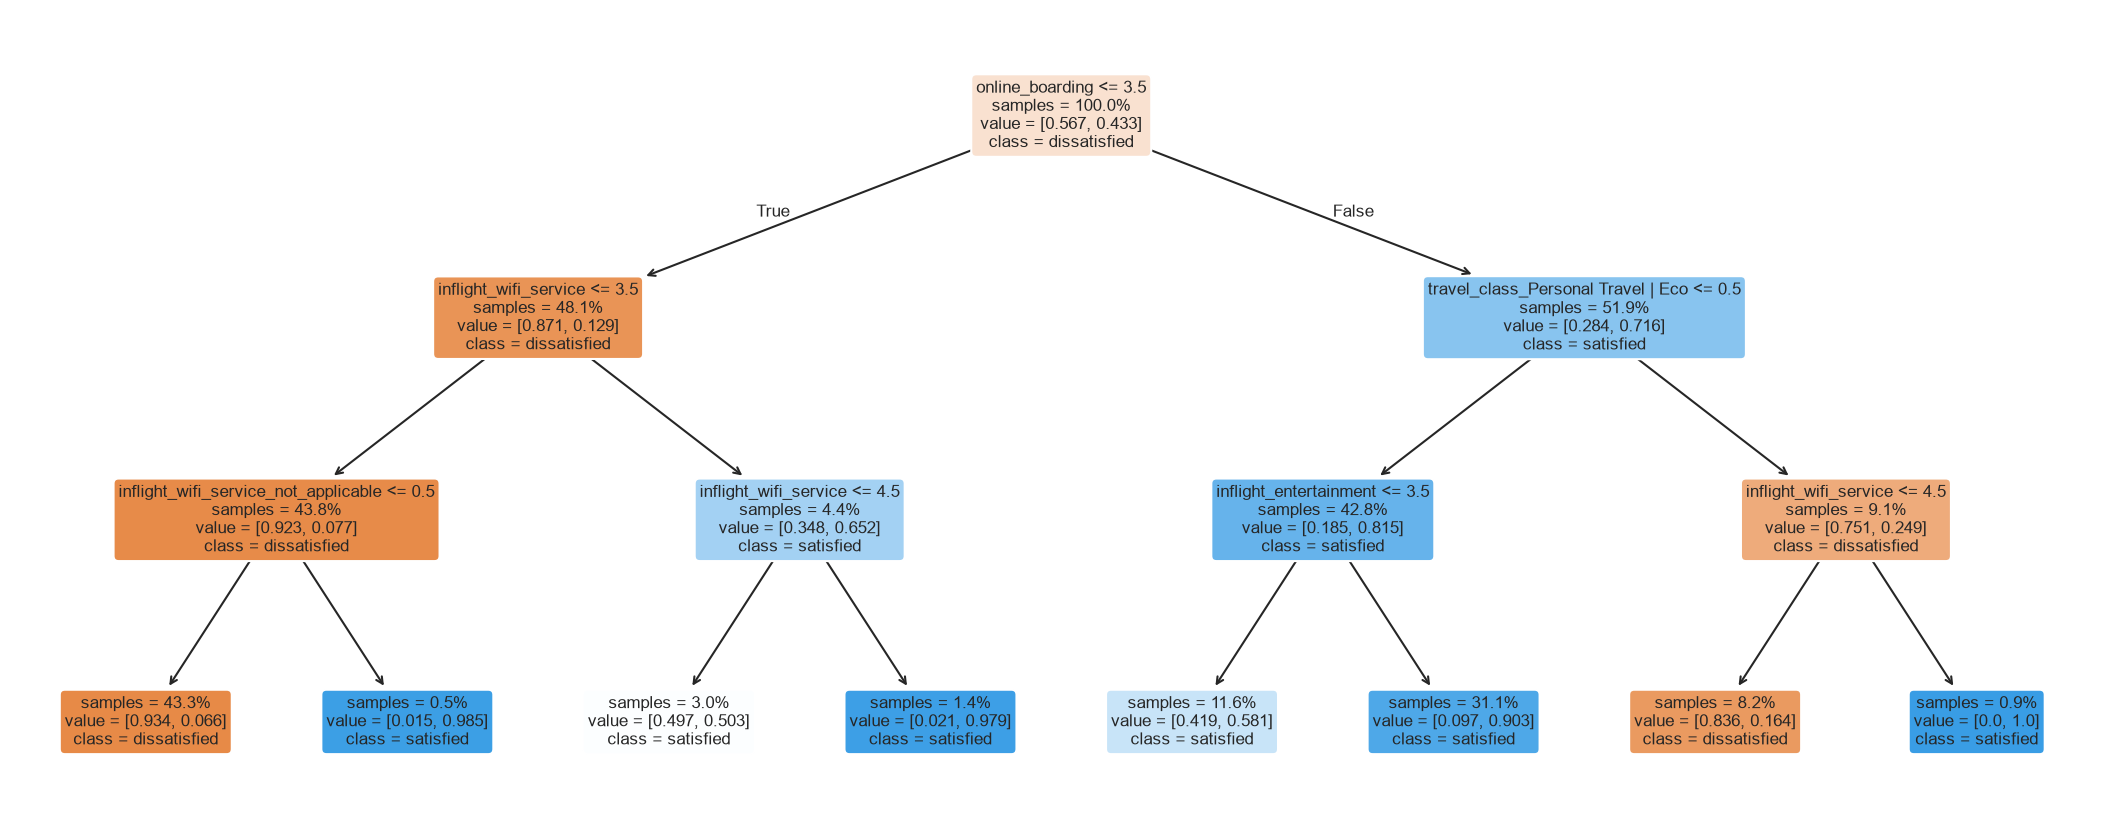 online_boarding <= 3.5
samples = 100.0%
value = [0.567, 0.433]
class = dissatisfied
True
False
inflight_wifi_service <= 3.5
samples = 48.1%
value = [0.871, 0.129]
class = dissatisfied
travel_class_Personal Travel | Eco <= 0.5
samples = 51.9%
value = [0.284, 0.716]
class = satisfied
inflight_wifi_service_not_applicable <= 0.5
samples = 43.8%
value = [0.923, 0.077]
class = dissatisfied
inflight_wifi_service <= 4.5
samples = 4.4%
value = [0.348, 0.652]
class = satisfied
inflight_entertainment <= 3.5
samples = 42.8%
value = [0.185, 0.815]
class = satisfied
inflight_wifi_service <= 4.5
samples = 9.1%
value = [0.751, 0.249]
class = dissatisfied
samples = 43.3%
value = [0.934, 0.066]
class = dissatisfied
samples = 0.5%
value = [0.015, 0.985]
class = satisfied
samples = 3.0%
value = [0.497, 0.503]
class = satisfied
samples = 1.4%
value = [0.021, 0.979]
class = satisfied
samples = 11.6%
value = [0.419, 0.581]
class = satisfied
samples = 31.1%
value = [0.097, 0.903]
class = satisfied
samples = 8.2%
value = [0.836, 0.164]
class = dissatisfied
samples = 0.9%
value = [0.0, 1.0]
class = satisfied